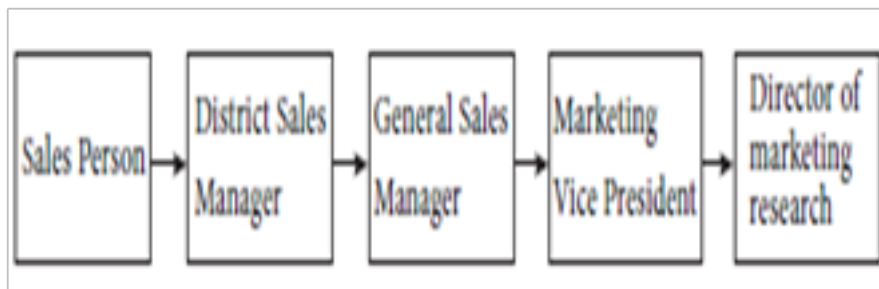 Sales Person
District Sales
Manager
General Sales
Manager
Marketing
Vice President
Director of
marketing
research